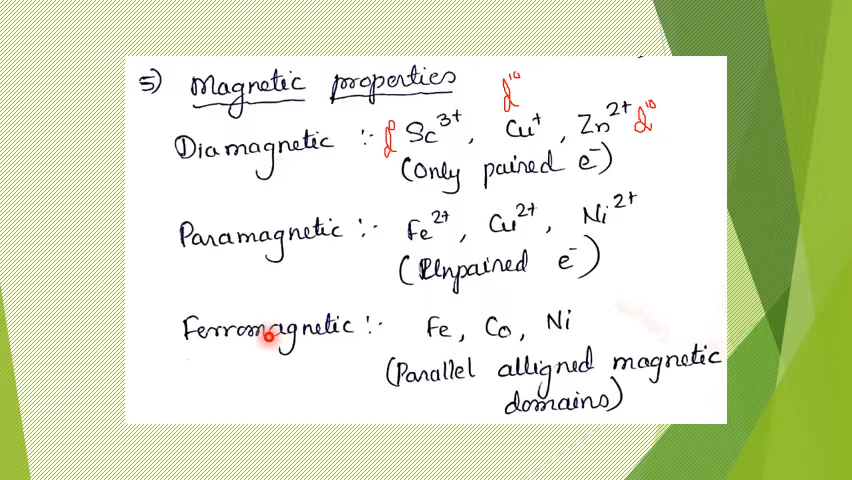 5) Magnetic properties
d¹⁰
Diamagnetic :- d⁰ Sc³⁺, Cu⁺, Zn²⁺ d¹⁰
(Only paired e⁻)
Paramagnetic :- Fe²⁺, Cu²⁺, Ni²⁺
(Unpaired e⁻)
Ferromagnetic :- Fe, Co, Ni
(Parallel alligned magnetic
domains)